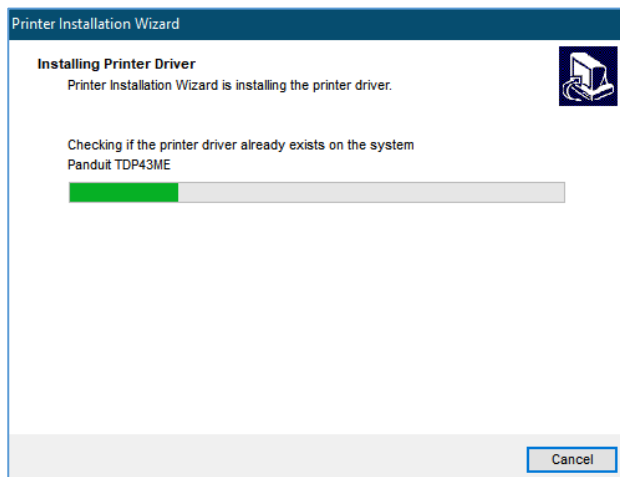 Printer Installation Wizard
Installing Printer Driver
Printer Installation Wizard is installing the printer driver.
Checking if the printer driver already exists on the system
Panduit TDP43ME
Cancel